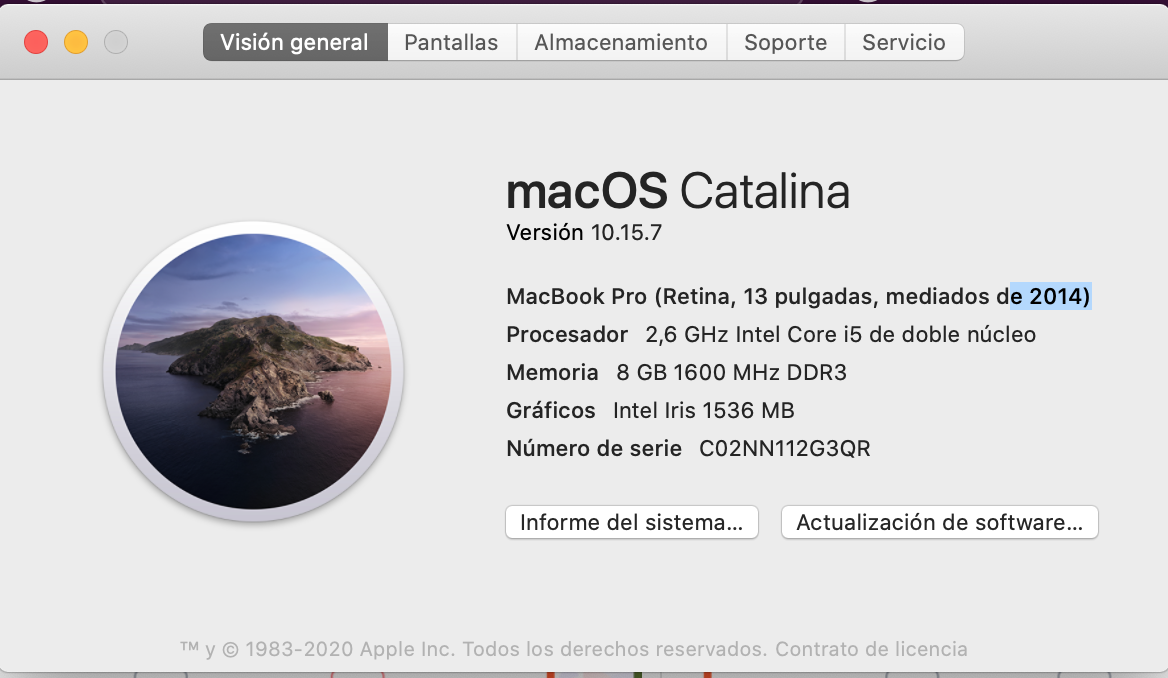 Visión general Pantallas Almacenamiento Soporte Servicio
macOS Catalina
Versión 10.15.7
MacBook Pro (Retina, 13 pulgadas, mediados de 2014)
Procesador 2,6 GHz Intel Core i5 de doble núcleo
Memoria 8 GB 1600 MHz DDR3
Gráficos Intel Iris 1536 MB
Número de serie C02NN112G3QR
Informe del sistema... Actualización de software...
™ y © 1983-2020 Apple Inc. Todos los derechos reservados. Contrato de licencia